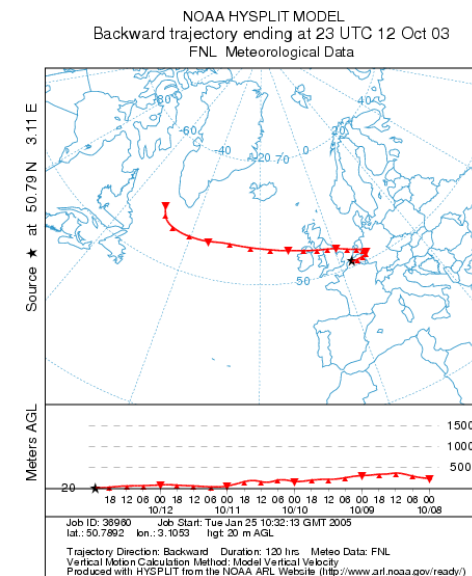 NOAA HYSPLIT MODEL
Backward trajectory ending at 23 UTC 12 Oct 03
FNL Meteorological Data
Source ★ at 50.79 N 3.11 E
-80
-60
-40
-20
70
0
20
40
50
Meters AGL
1500
1000
500
20
18 12 06 00 18 12 06 00 18 12 06 00 18 12 06 00 18 12 06 00
10/12 10/11 10/10 10/09 10/08
Job ID: 36960 Job Start: Tue Jan 25 10:32:13 GMT 2005
lat.: 50.7892 lon.: 3.1053 hgt: 20 m AGL
Trajectory Direction: Backward Duration: 120 hrs Meteo Data: FNL
Vertical Motion Calculation Method: Model Vertical Velocity
Produced with HYSPLIT from the NOAA ARL Website (http://www.arl.noaa.gov/ready/)